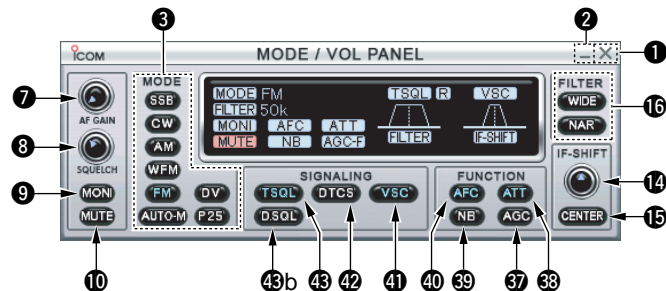 3 2
iCOM MODE / VOL PANEL 1
MODE FILTER
7 SSB MODE FM TSQL R VSC WIDE 16
AF GAIN CW FILTER 50k NAR
8 AM MONI AFC ATT IF-SHIFT
SQUELCH WFM MUTE NB AGC-F FILTER IF-SHIFT
SIGNALING FUNCTION
9 MONI FM DV TSQL DTCS VSC AFC ATT 14
10 MUTE AUTO-M P25 D.SQL NB AGC CENTER 15
43b 43 42 41 40 39 37 38